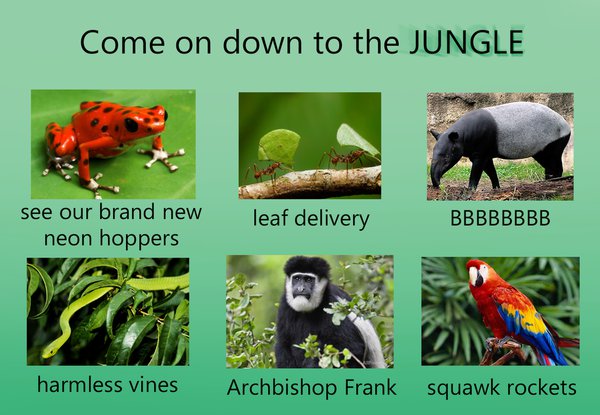 Come on down to the JUNGLE
see our brand new
neon hoppers
leaf delivery
BBBBBBBB
harmless vines
Archbishop Frank
squawk rockets